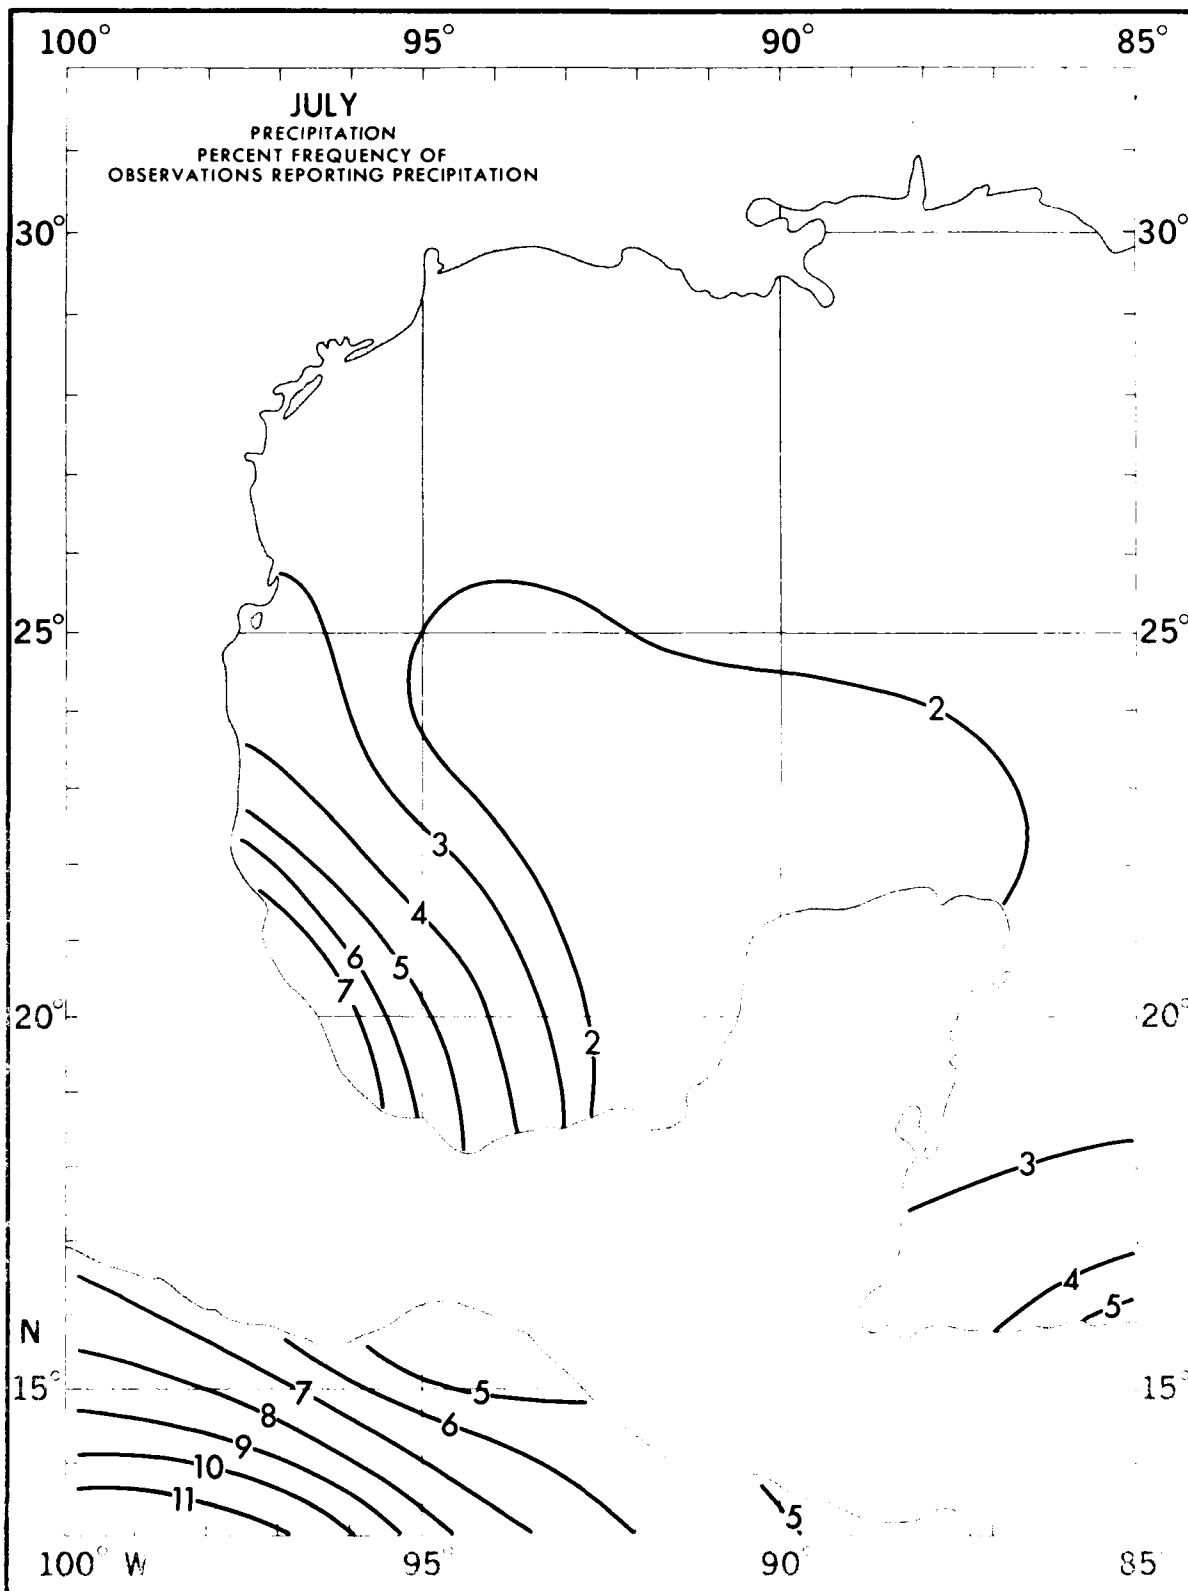 100° 95° 90° 85°
JULY
PRECIPITATION
PERCENT FREQUENCY OF
OBSERVATIONS REPORTING PRECIPITATION
30° 30°
25° 25°
2
3
4
6 5
7
20° 20°
2
3
4
5
N
15° 15°
7 5
8 6
9
10
11
5
100° W 95° 90° 85°